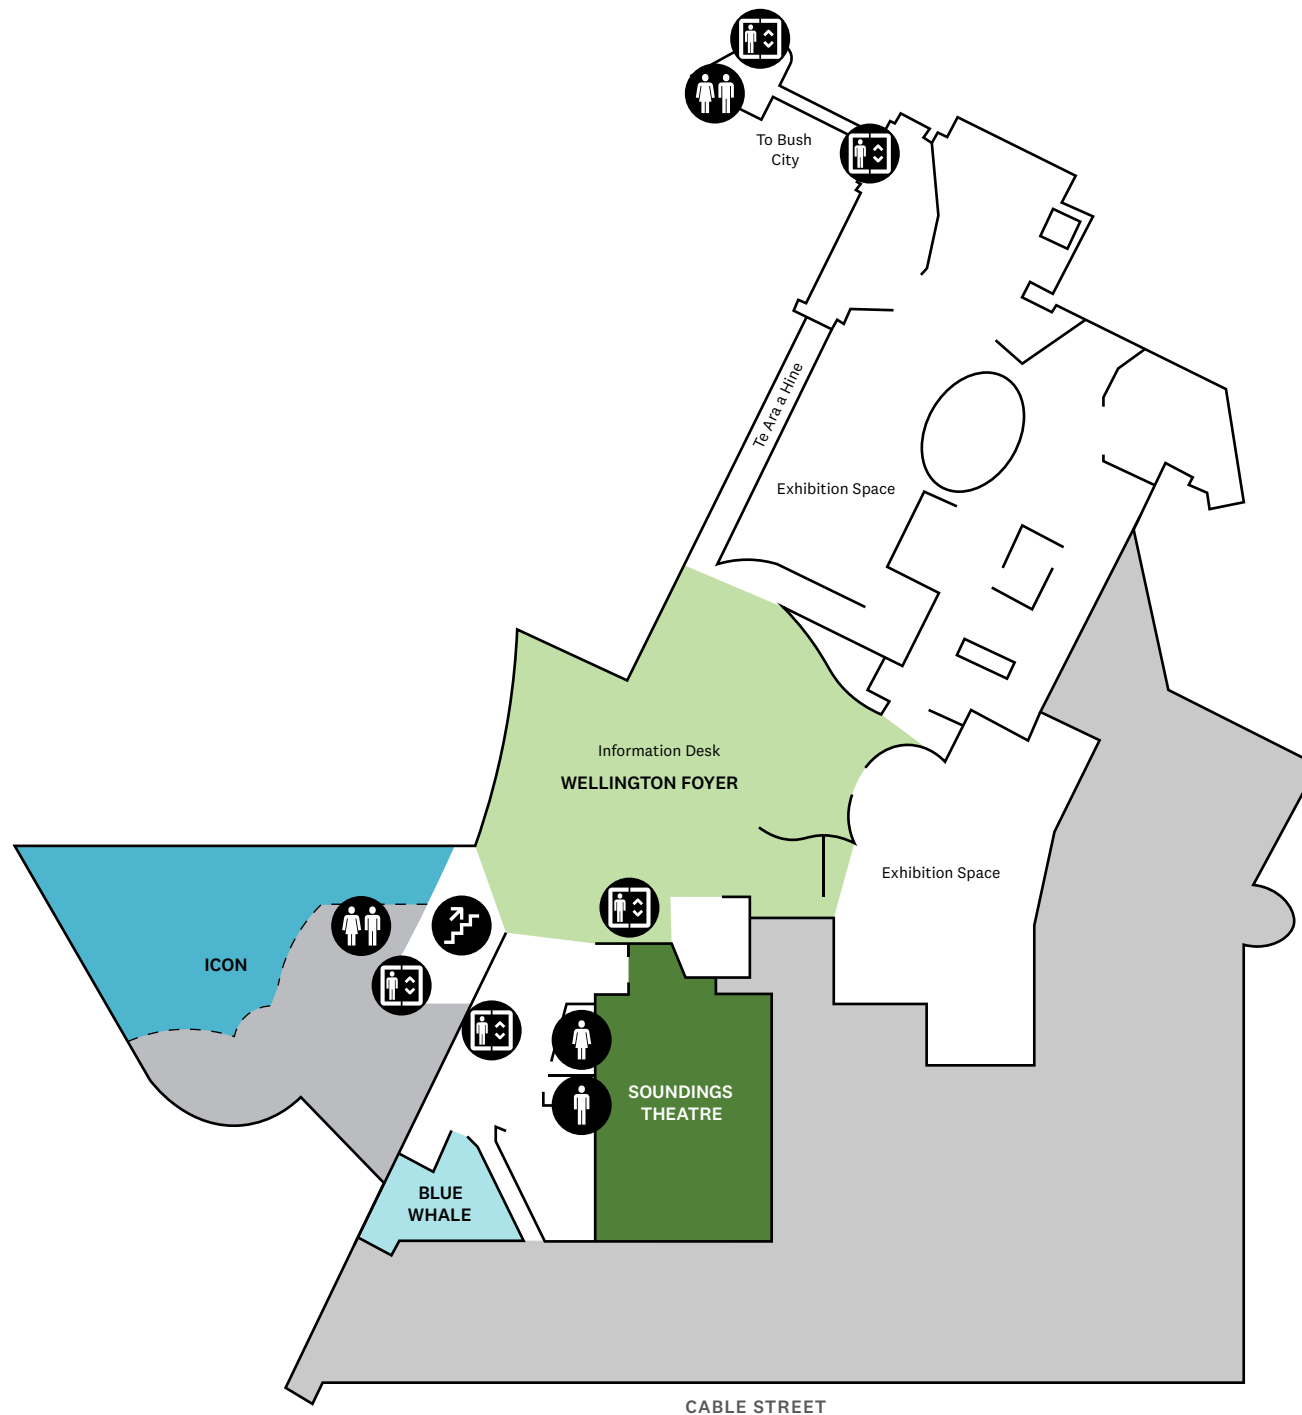 To Bush
City
Te Ara a Hine
Exhibition Space
Information Desk
WELLINGTON FOYER
Exhibition Space
ICON
SOUNDINGS
THEATRE
BLUE
WHALE
CABLE STREET